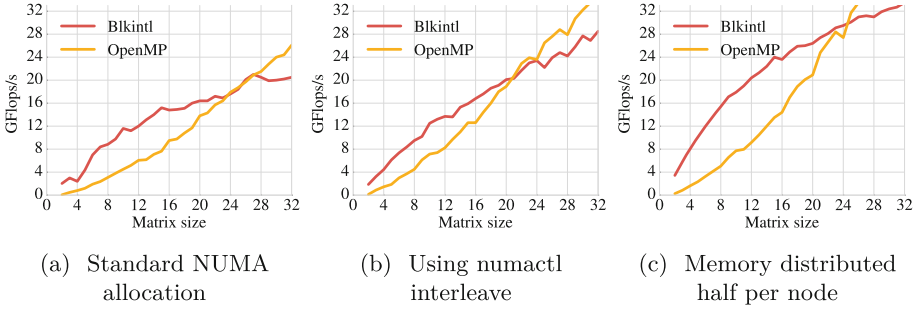 32
28
24
20
16
12
8
4
0
GFlops/s
Blkintl
OpenMP
0 4 8 12 16 20 24 28 32
Matrix size
(a) Standard NUMA
allocation
32
28
24
20
16
12
8
4
0
GFlops/s
Blkintl
OpenMP
0 4 8 12 16 20 24 28 32
Matrix size
(b) Using numactl
interleave
32
28
24
20
16
12
8
4
0
GFlops/s
Blkintl
OpenMP
0 4 8 12 16 20 24 28 32
Matrix size
(c) Memory distributed
half per node